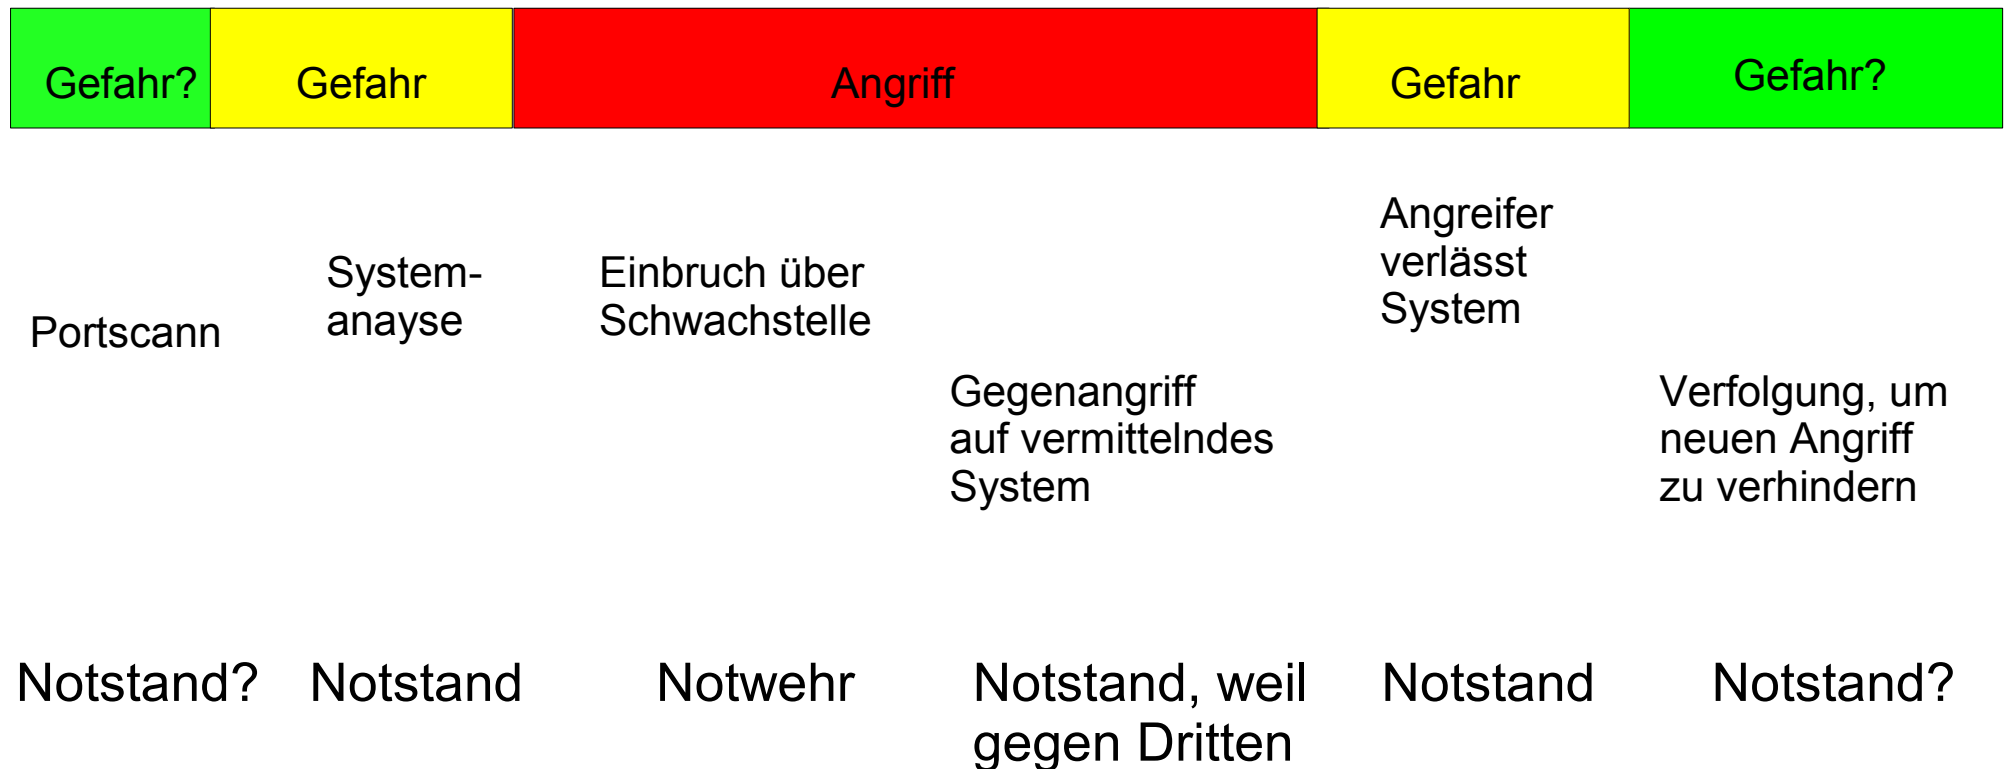 Gefahr?
Gefahr
Angriff
Gefahr
Gefahr?
Portscann
System-
anayse
Einbruch über
Schwachstelle
Gegenangriff
auf vermittelndes
System
Angreifer
verlässt
System
Verfolgung, um
neuen Angriff
zu verhindern
Notstand?
Notstand
Notwehr
Notstand, weil
gegen Dritten
Notstand
Notstand?